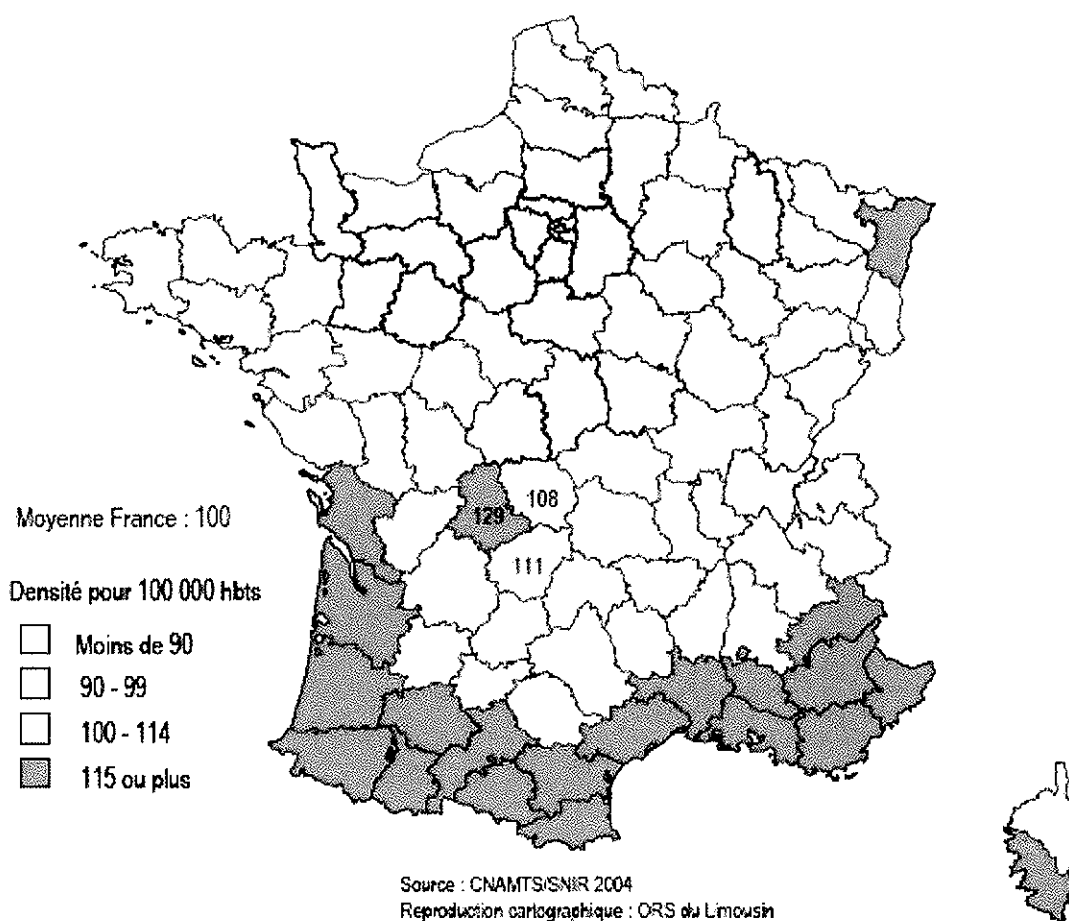 108
129
111
Moyenne France : 100
Densité pour 100 000 hbts
Moins de 90
90 - 99
100 - 114
115 ou plus
Source : CNAMTS/SNIR 2004
Reproduction cartographique : ORS du Limousin